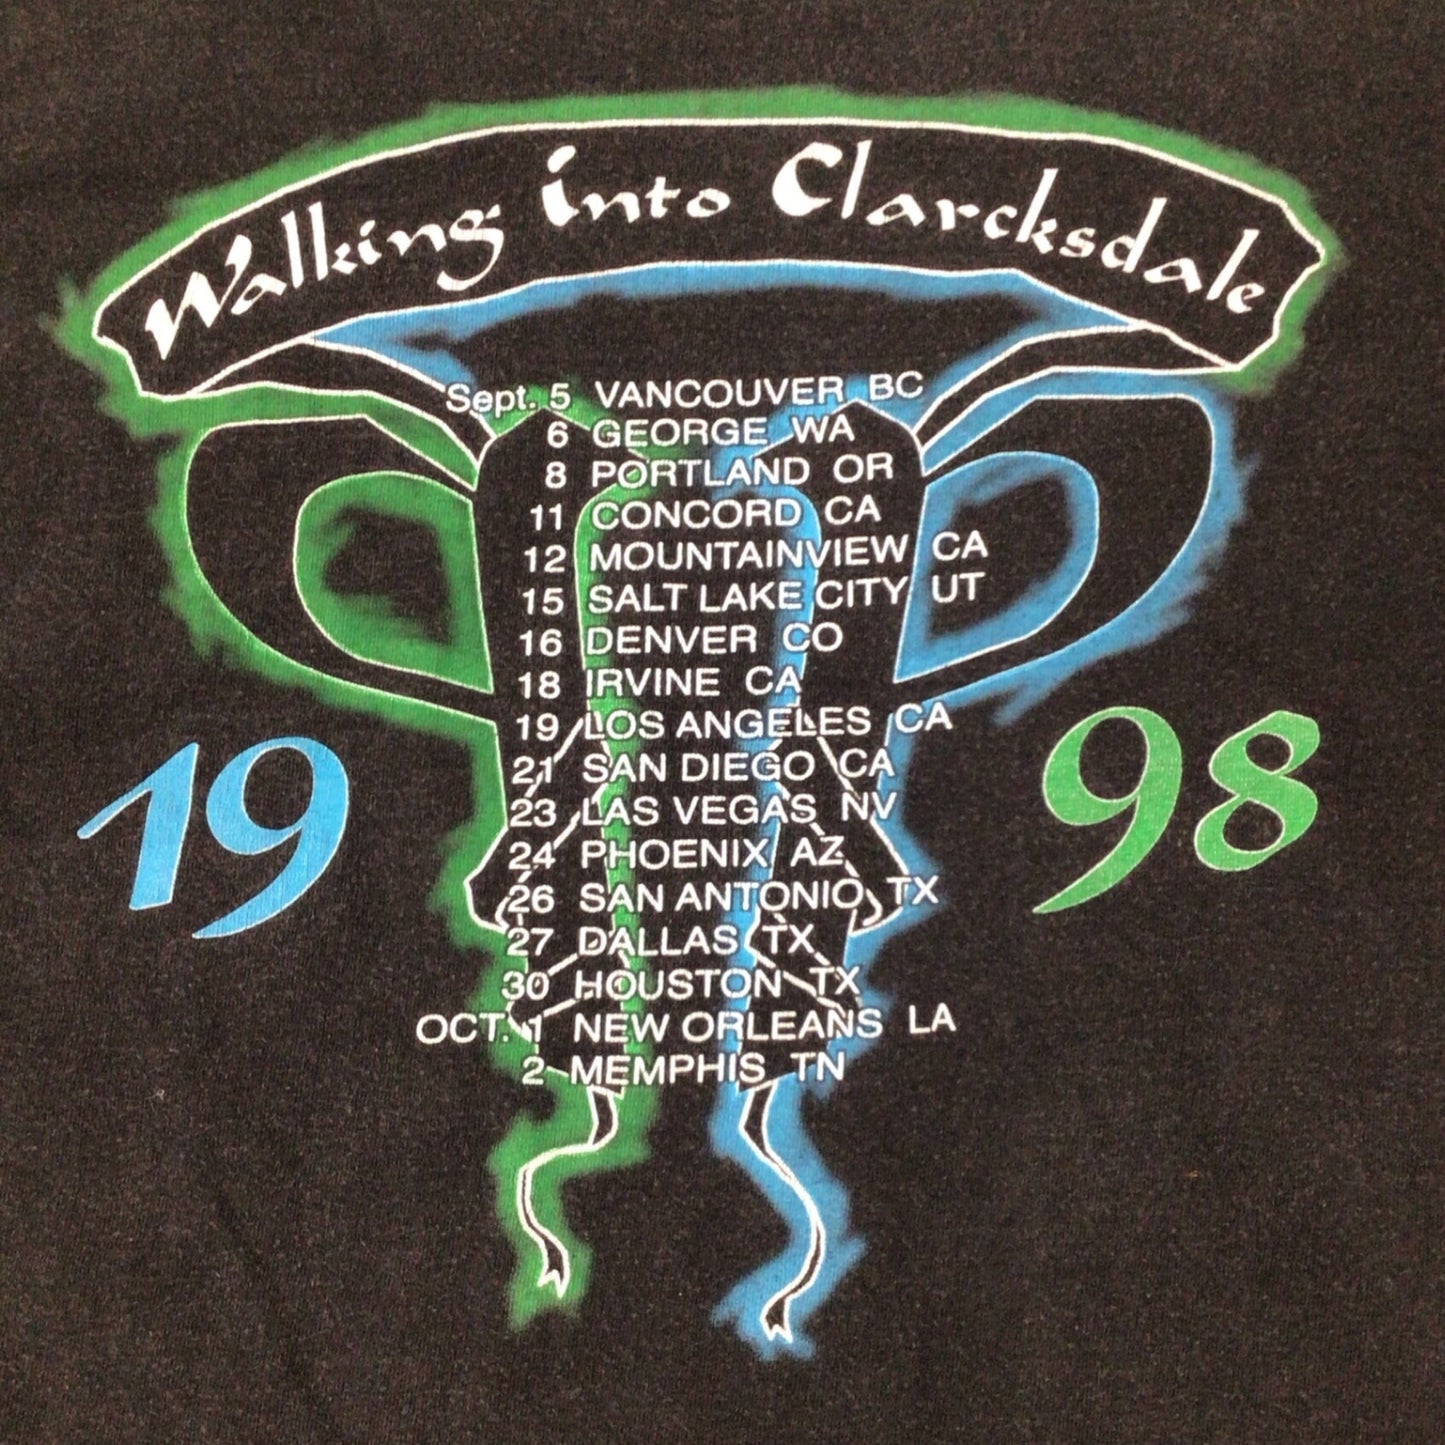 Walking into Clarcksdale
Sept. 5 VANCOUVER BC
6 GEORGE WA
8 PORTLAND OR
11 CONCORD CA
12 MOUNTAINVIEW CA
15 SALT LAKE CITY UT
16 DENVER CO
18 IRVINE CA
19 LOS ANGELES CA
21 SAN DIEGO CA
23 LAS VEGAS NV
24 PHOENIX AZ
26 SAN ANTONIO TX
27 DALLAS TX
30 HOUSTON TX
OCT. 1 NEW ORLEANS LA
2 MEMPHIS TN
19 98